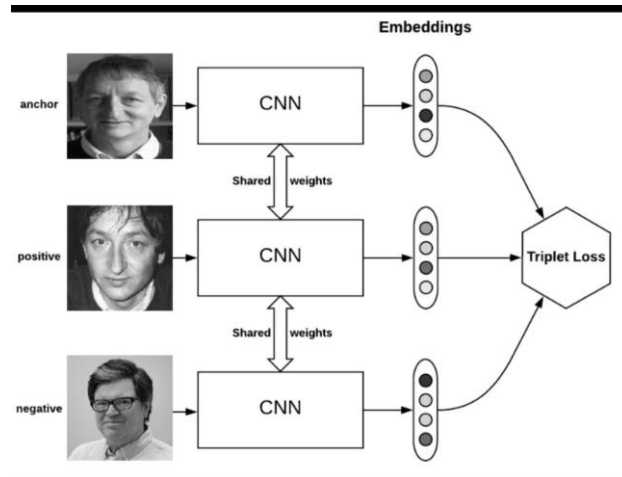 Embeddings
anchor
CNN
Shared weights
positive
CNN
Triplet Loss
Shared weights
negative
CNN